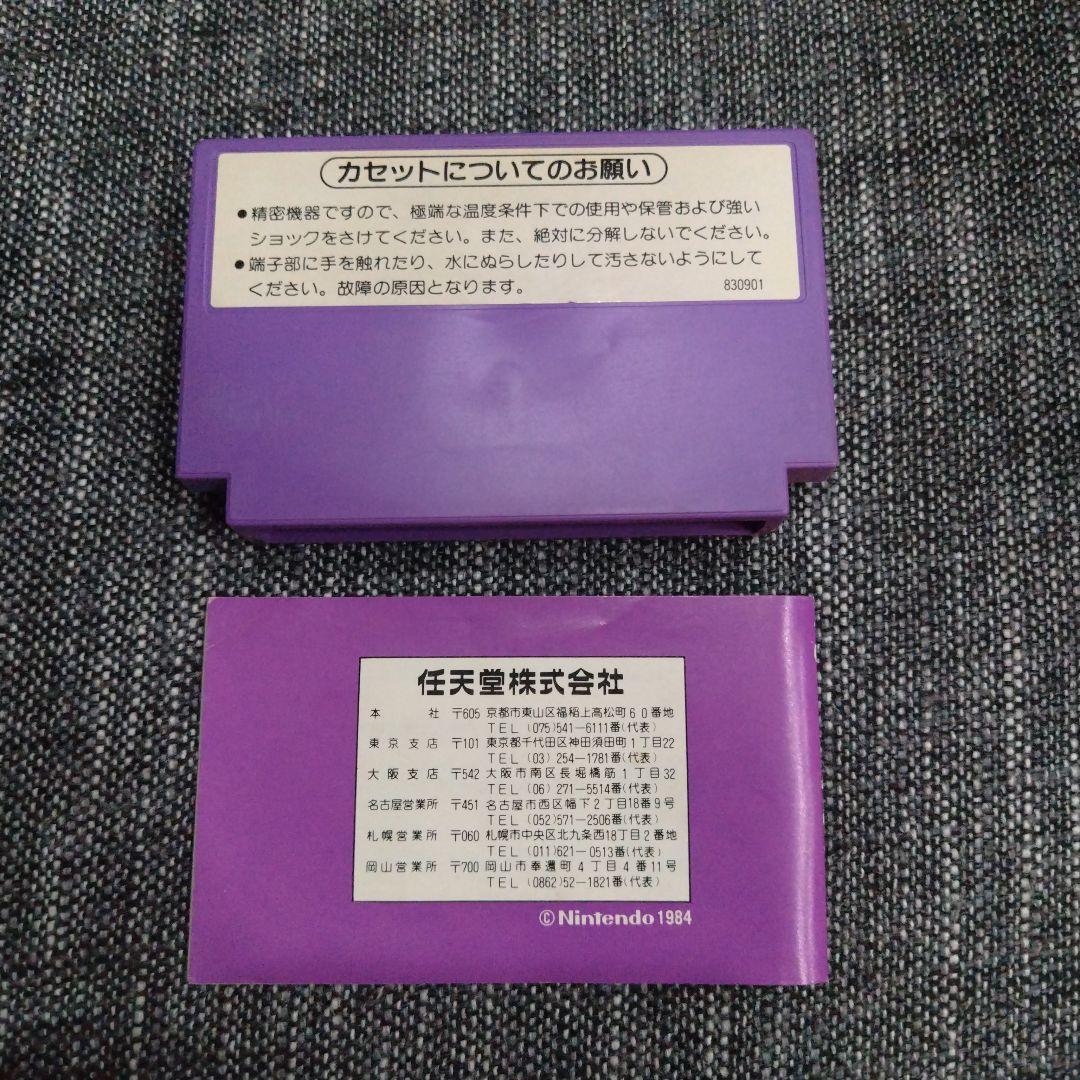 カセットについてのお願い
●精密機器ですので、極端な温度条件下での使用や保管および強い
ショックをさけてください。また、絶対に分解しないでください。
●端子部に手を触れたり、水にぬらしたりして汚さないようにして
ください。故障の原因となります。 830901
任天堂株式会社
本社 〒605 京都市東山区福稲上高松町60番地
TEL (075)541-6111番(代表)
東京支店 〒101 東京都千代田区神田須田町1丁目22
TEL (03) 254-1781番(代表)
大阪支店 〒542 大阪市南区長堀橋筋1丁目32
TEL (06) 271-5514番(代表)
名古屋営業所 〒451 名古屋市西区幅下2丁目18番9号
TEL (052)571-2506番(代表)
札幌営業所 〒060 札幌市中央区北九条西18丁目2番地
TEL (011)621-0513番(代表)
岡山営業所 〒700 岡山市奉還町4丁目4番11号
TEL (0862)52-1821番(代表)
©Nintendo 1984